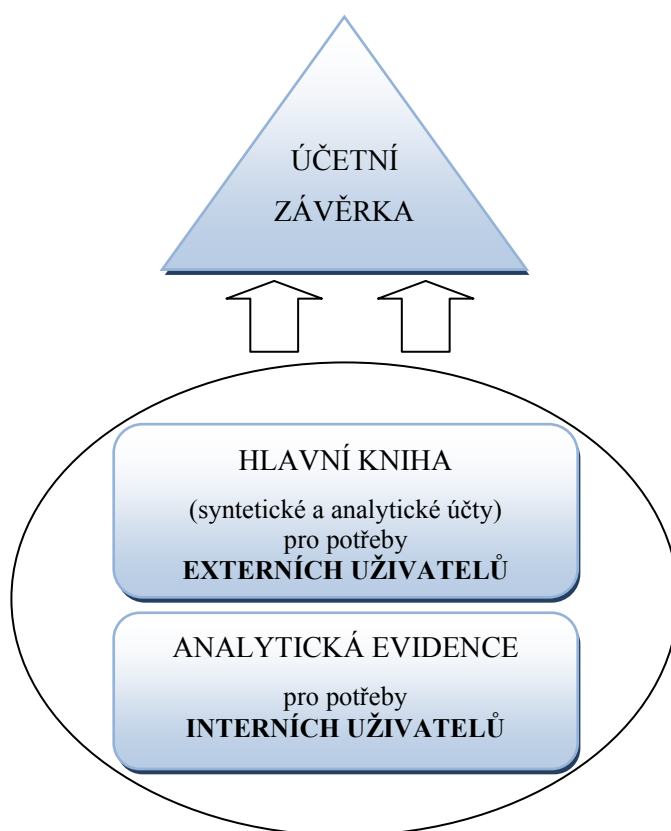 ÚČETNÍ
ZÁVĚRKA
HLAVNÍ KNIHA
(syntetické a analytické účty)
pro potřeby
EXTERNÍCH UŽIVATELŮ
ANALYTICKÁ EVIDENCE
pro potřeby
INTERNÍCH UŽIVATELŮ